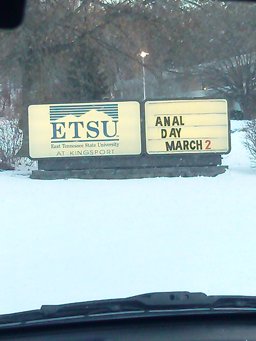 ETSU
East Tennessee State University
AT KINGSPORT
ANAL
DAY
MARCH 2